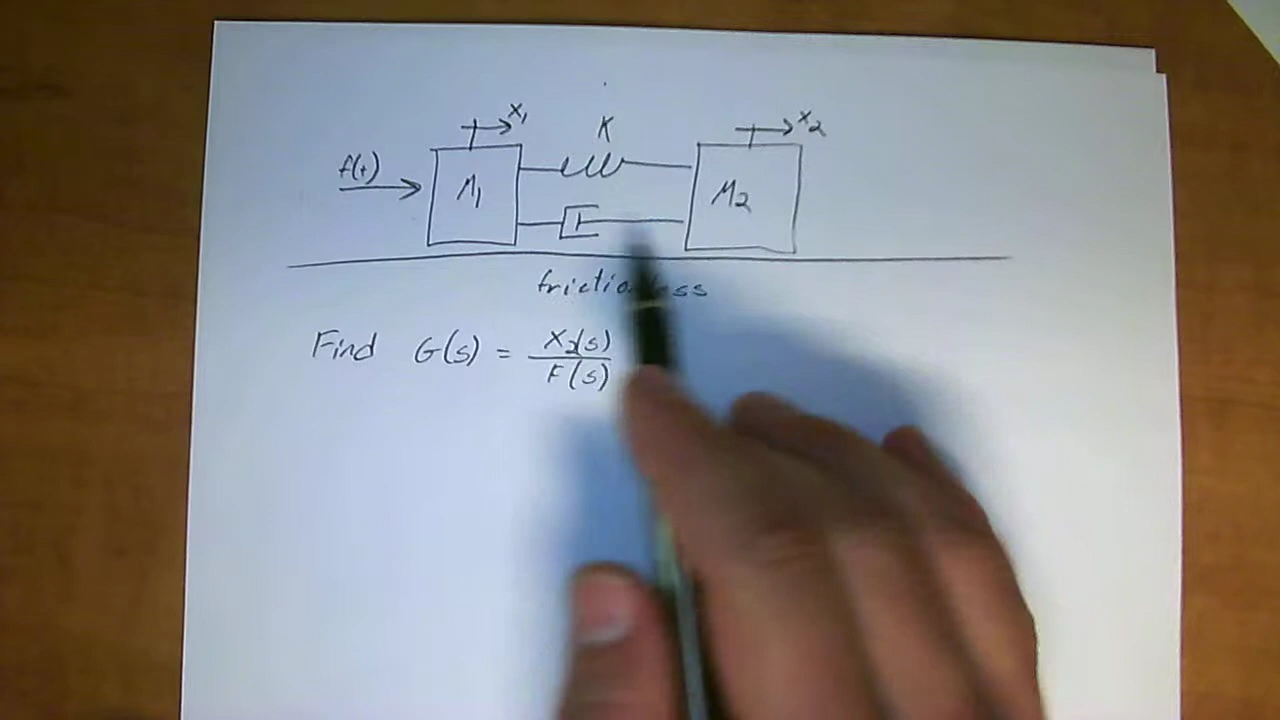 x₁ K x₂
f(t) M₁ M₂
Find G(s) = X₂(s) / F(s)